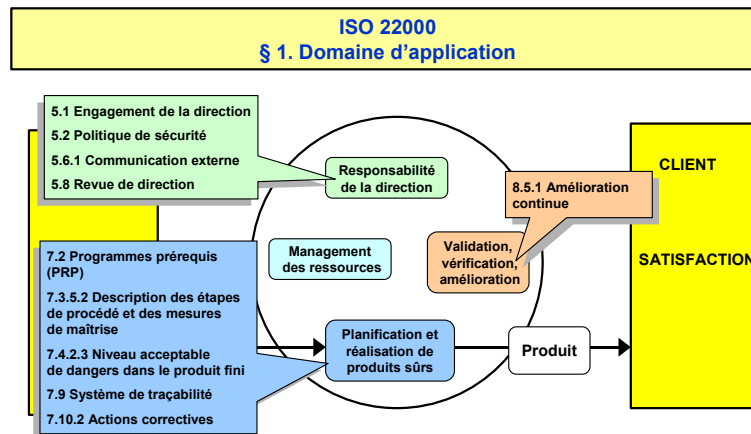 ISO 22000
§ 1. Domaine d'application
5.1 Engagement de la direction
5.2 Politique de sécurité
5.6.1 Communication externe
5.8 Revue de direction
Responsabilité
de la direction
8.5.1 Amélioration
continue
CLIENT
SATISFACTION
Management
des ressources
Validation,
vérification,
amélioration
7.2 Programmes prérequis
(PRP)
7.3.5.2 Description des étapes
de procédé et des mesures
de maîtrise
7.4.2.3 Niveau acceptable
de dangers dans le produit fini
7.9 Système de traçabilité
7.10.2 Actions correctives
Planification et
réalisation de
produits sûrs
Produit